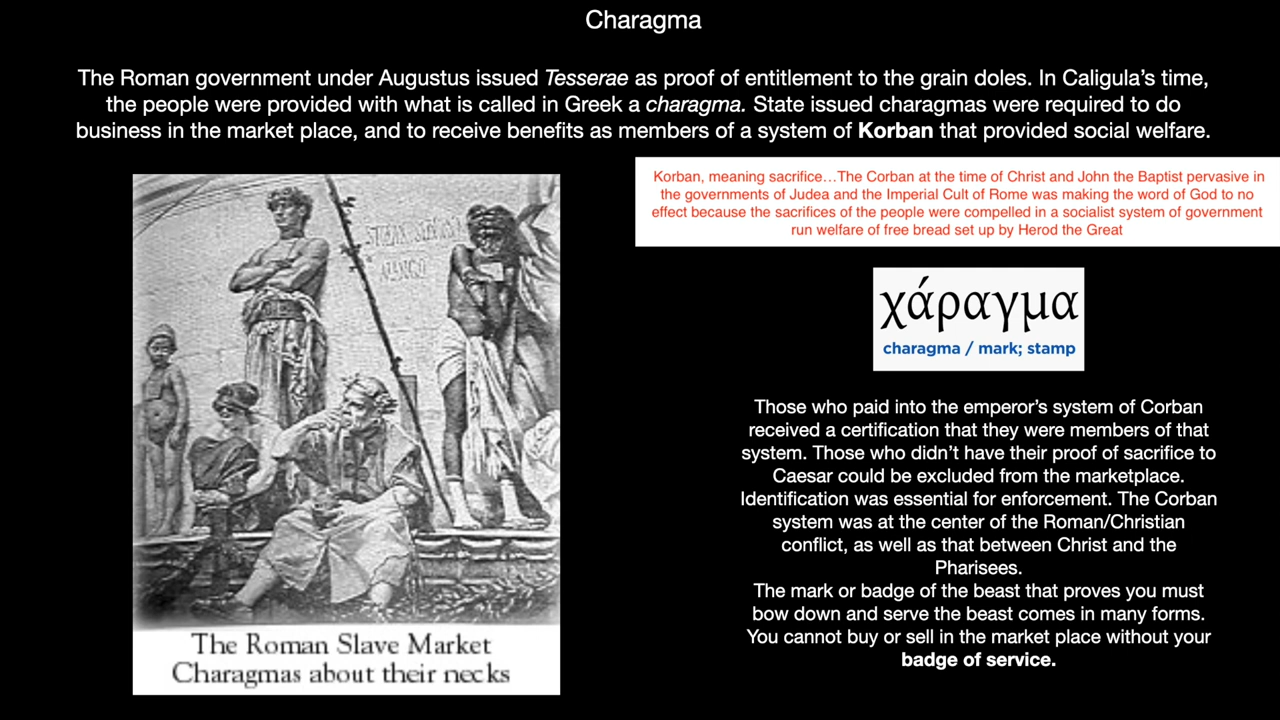 Charagma
The Roman government under Augustus issued Tesserae as proof of entitlement to the grain doles. In Caligula’s time,
the people were provided with what is called in Greek a charagma. State issued charagmas were required to do
business in the market place, and to receive benefits as members of a system of Korban that provided social welfare.
Korban, meaning sacrifice…The Corban at the time of Christ and John the Baptist pervasive in
the governments of Judea and the Imperial Cult of Rome was making the word of God to no
effect because the sacrifices of the people were compelled in a socialist system of government
run welfare of free bread set up by Herod the Great
χάραγμα
charagma / mark; stamp
Those who paid into the emperor’s system of Corban
received a certification that they were members of that
system. Those who didn’t have their proof of sacrifice to
Caesar could be excluded from the marketplace.
Identification was essential for enforcement. The Corban
system was at the center of the Roman/Christian
conflict, as well as that between Christ and the
Pharisees.
The mark or badge of the beast that proves you must
bow down and serve the beast comes in many forms.
You cannot buy or sell in the market place without your
badge of service.
The Roman Slave Market
Charagmas about their necks